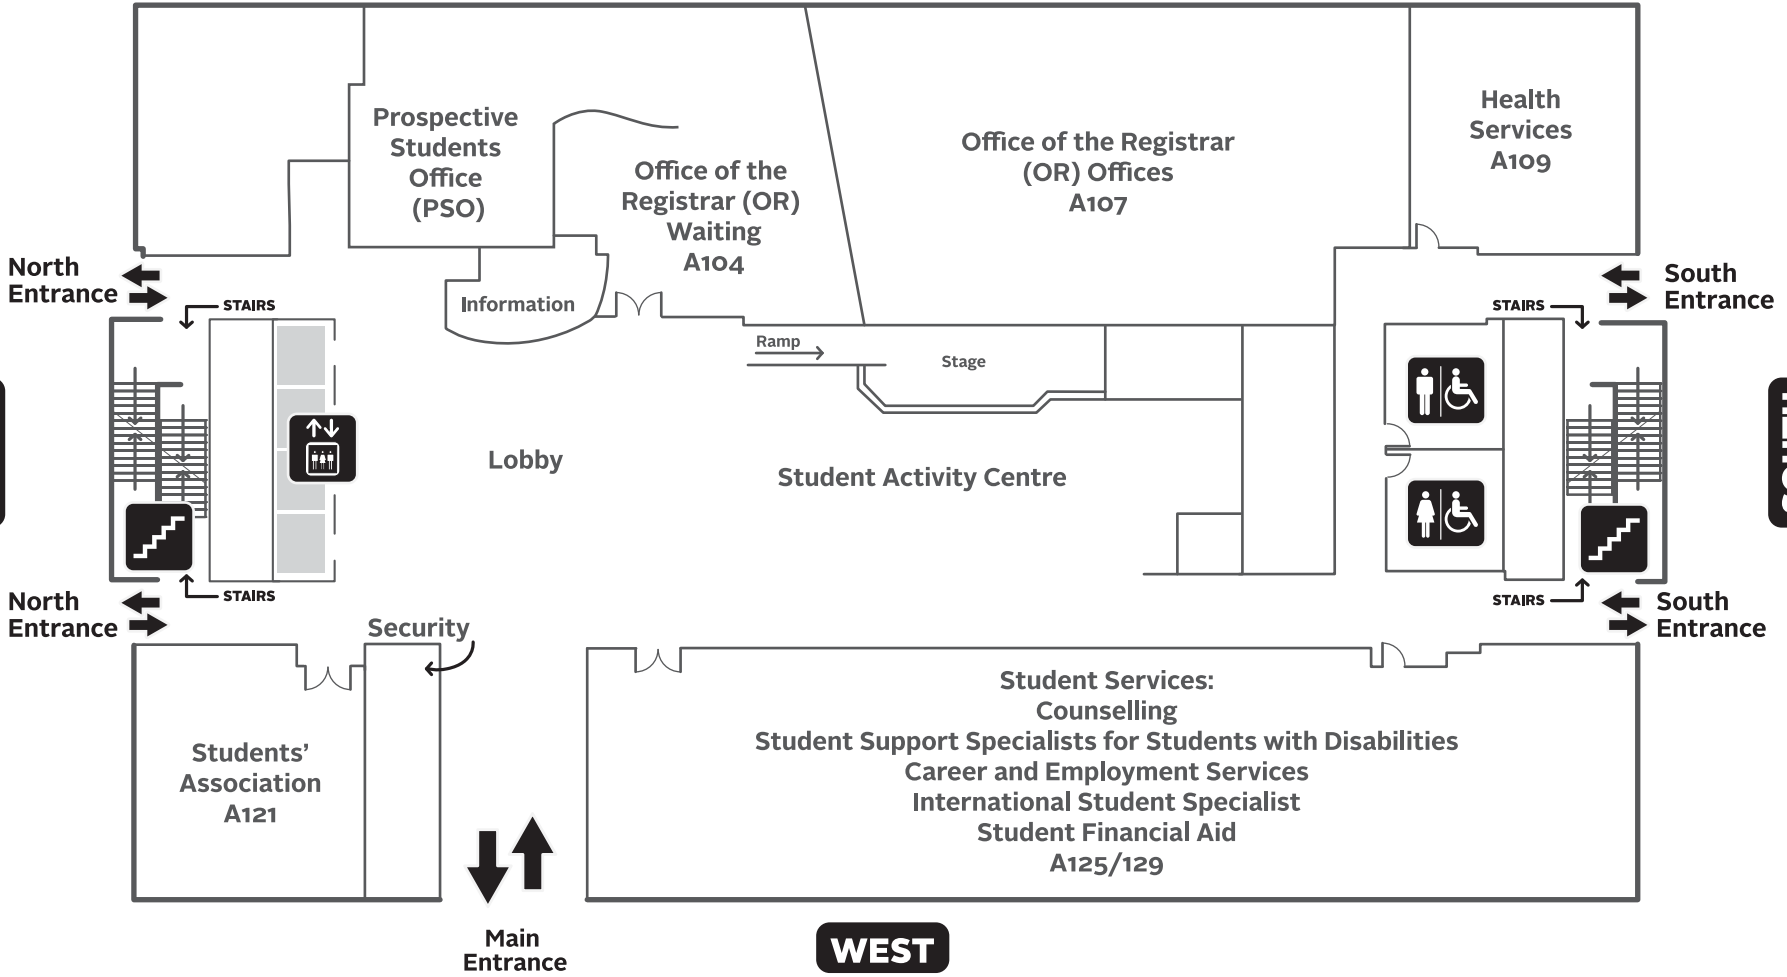 Prospective
Students
Office
(PSO)
Office of the
Registrar (OR)
Waiting
A104
Office of the Registrar
(OR) Offices
A107
Health
Services
A109
North
Entrance
STAIRS
Information
Ramp
Stage
STAIRS
South
Entrance
Lobby
Student Activity Centre
North
Entrance
STAIRS
Security
STAIRS
South
Entrance
Students’
Association
A121
Student Services:
Counselling
Student Support Specialists for Students with Disabilities
Career and Employment Services
International Student Specialist
Student Financial Aid
A125/129
Main
Entrance
WEST